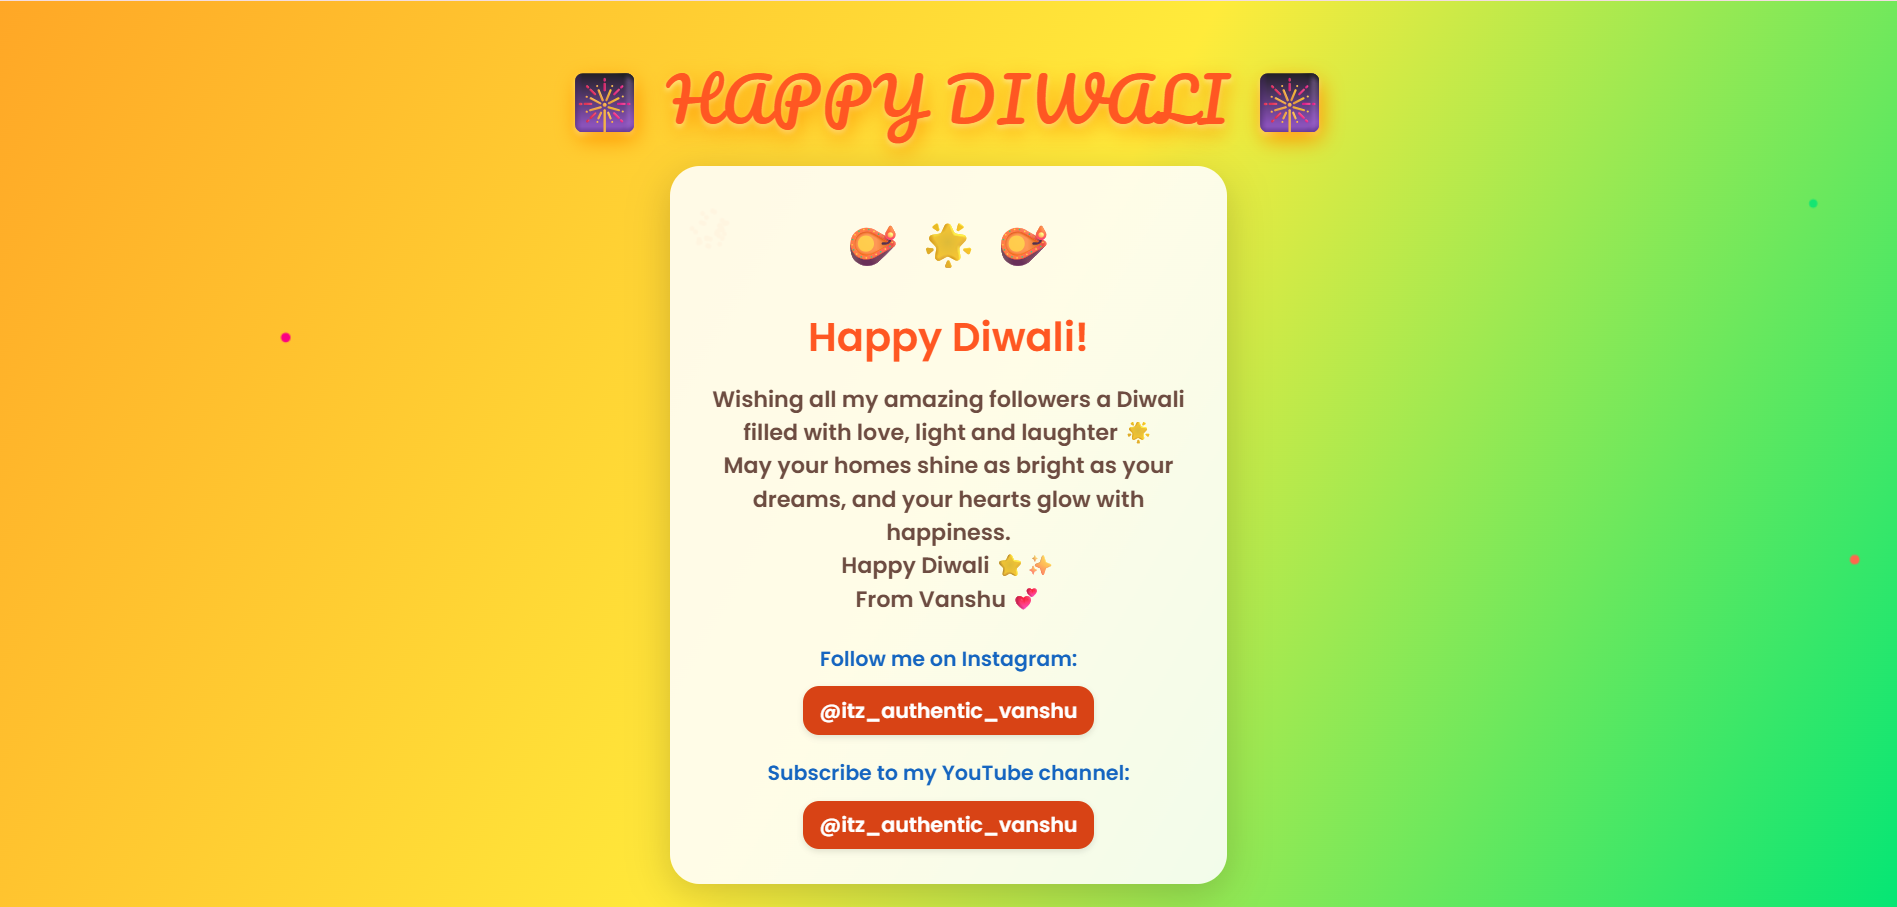 HAPPY DIWALI
Happy Diwali!
Wishing all my amazing followers a Diwali
filled with love, light and laughter 🌟
May your homes shine as bright as your
dreams, and your hearts glow with
happiness.
Happy Diwali ⭐✨
From Vanshu 💕
Follow me on Instagram:
@itz_authentic_vanshu
Subscribe to my YouTube channel:
@itz_authentic_vanshu